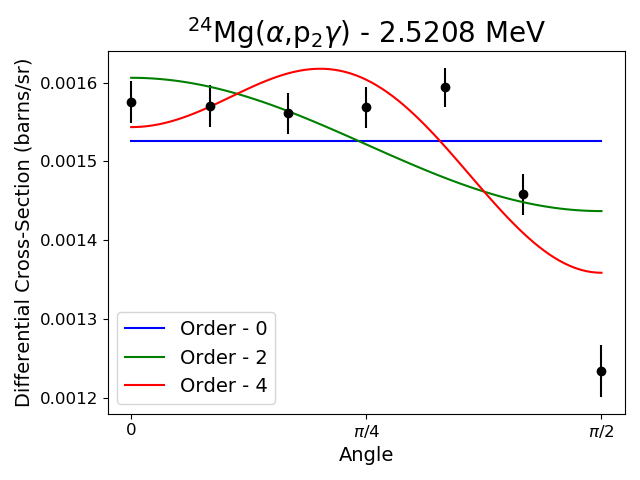 ²⁴Mg(α,p₂γ) - 2.5208 MeV
Differential Cross-Section (barns/sr)
0.0016
0.0015
0.0014
0.0013
0.0012
Order - 0
Order - 2
Order - 4
0
π/4
π/2
Angle